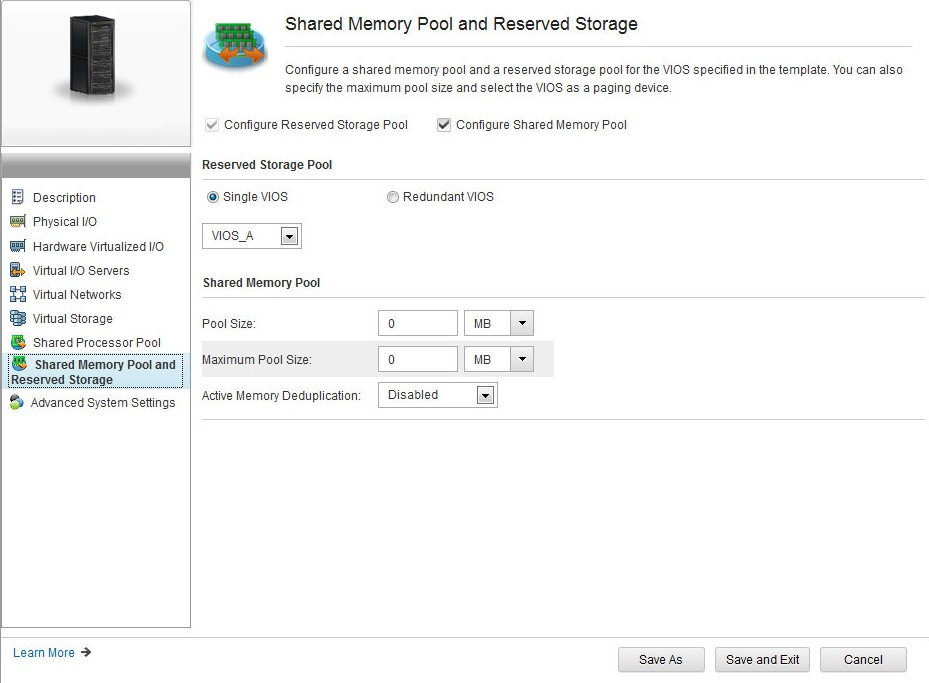 Shared Memory Pool and Reserved Storage
Configure a shared memory pool and a reserved storage pool for the VIOS specified in the template. You can also
specify the maximum pool size and select the VIOS as a paging device.
Configure Reserved Storage Pool Configure Shared Memory Pool
Reserved Storage Pool
Single VIOS Redundant VIOS
VIOS_A
Shared Memory Pool
Pool Size: 0 MB
Maximum Pool Size: 0 MB
Active Memory Deduplication: Disabled
Description
Physical I/O
Hardware Virtualized I/O
Virtual I/O Servers
Virtual Networks
Virtual Storage
Shared Processor Pool
Shared Memory Pool and
Reserved Storage
Advanced System Settings
Learn More
Save As Save and Exit Cancel